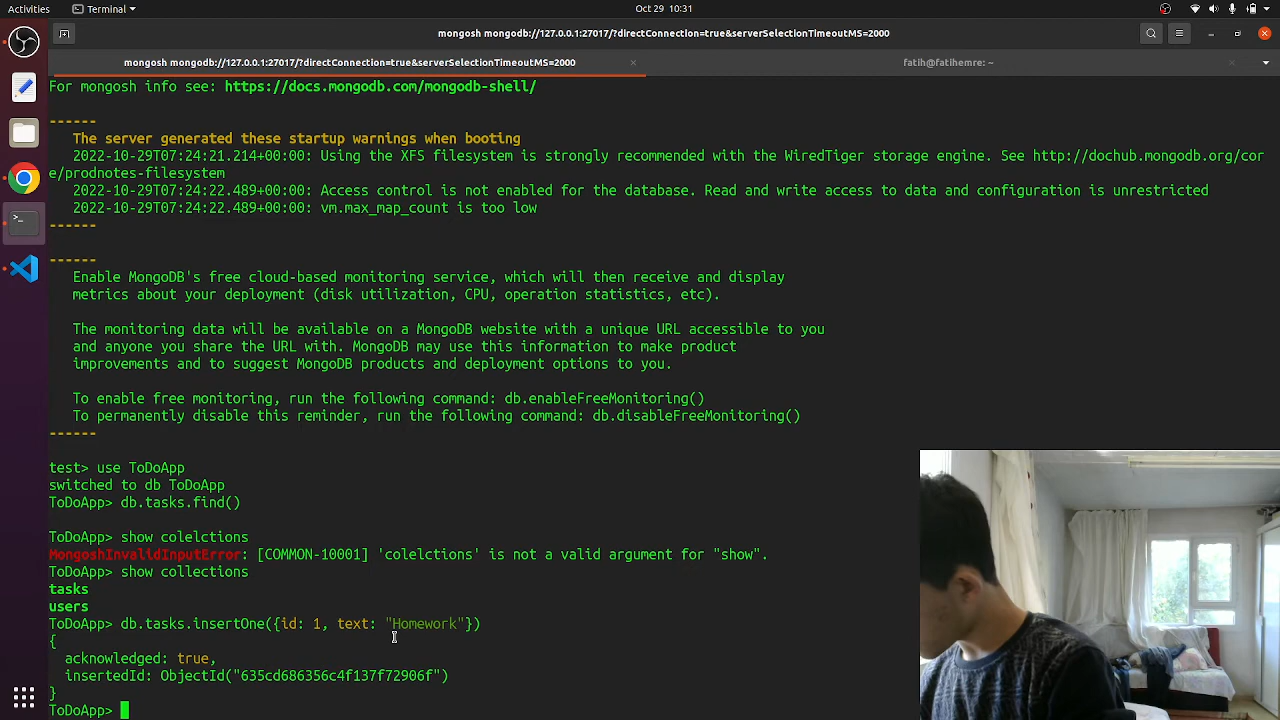 Activities
Terminal
Oct 29 10:31
mongosh mongodb://127.0.0.1:27017/?directConnection=true&serverSelectionTimeoutMS=2000
mongosh mongodb://127.0.0.1:27017/?directConnection=true&serverSelectionTimeoutMS=2000
fatih@fatihemre: ~
For mongosh info see: https://docs.mongodb.com/mongodb-shell/
------
The server generated these startup warnings when booting
2022-10-29T07:24:21.214+00:00: Using the XFS filesystem is strongly recommended with the WiredTiger storage engine. See http://dochub.mongodb.org/cor
e/prodnotes-filesystem
2022-10-29T07:24:22.489+00:00: Access control is not enabled for the database. Read and write access to data and configuration is unrestricted
2022-10-29T07:24:22.489+00:00: vm.max_map_count is too low
------
------
Enable MongoDB's free cloud-based monitoring service, which will then receive and display
metrics about your deployment (disk utilization, CPU, operation statistics, etc).
The monitoring data will be available on a MongoDB website with a unique URL accessible to you
and anyone you share the URL with. MongoDB may use this information to make product
improvements and to suggest MongoDB products and deployment options to you.
To enable free monitoring, run the following command: db.enableFreeMonitoring()
To permanently disable this reminder, run the following command: db.disableFreeMonitoring()
------
test> use ToDoApp
switched to db ToDoApp
ToDoApp> db.tasks.find()
ToDoApp> show colelctions
MongoshInvalidInputError: [COMMON-10001] 'colelctions' is not a valid argument for "show".
ToDoApp> show collections
tasks
users
ToDoApp> db.tasks.insertOne({id: 1, text: "Homework"})
{
acknowledged: true,
insertedId: ObjectId("635cd686356c4f137f72906f")
}
ToDoApp>